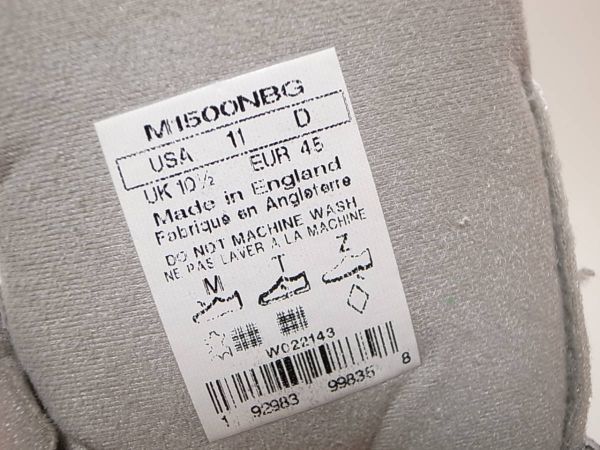 M1500NBG
USA 11 D
UK 10½ EUR 45
Made in England
Fabrique en Angleterre
DO NOT MACHINE WASH
NE PAS LAVER A LA MACHINE
M T Z
W022143
1 92983 99835 8